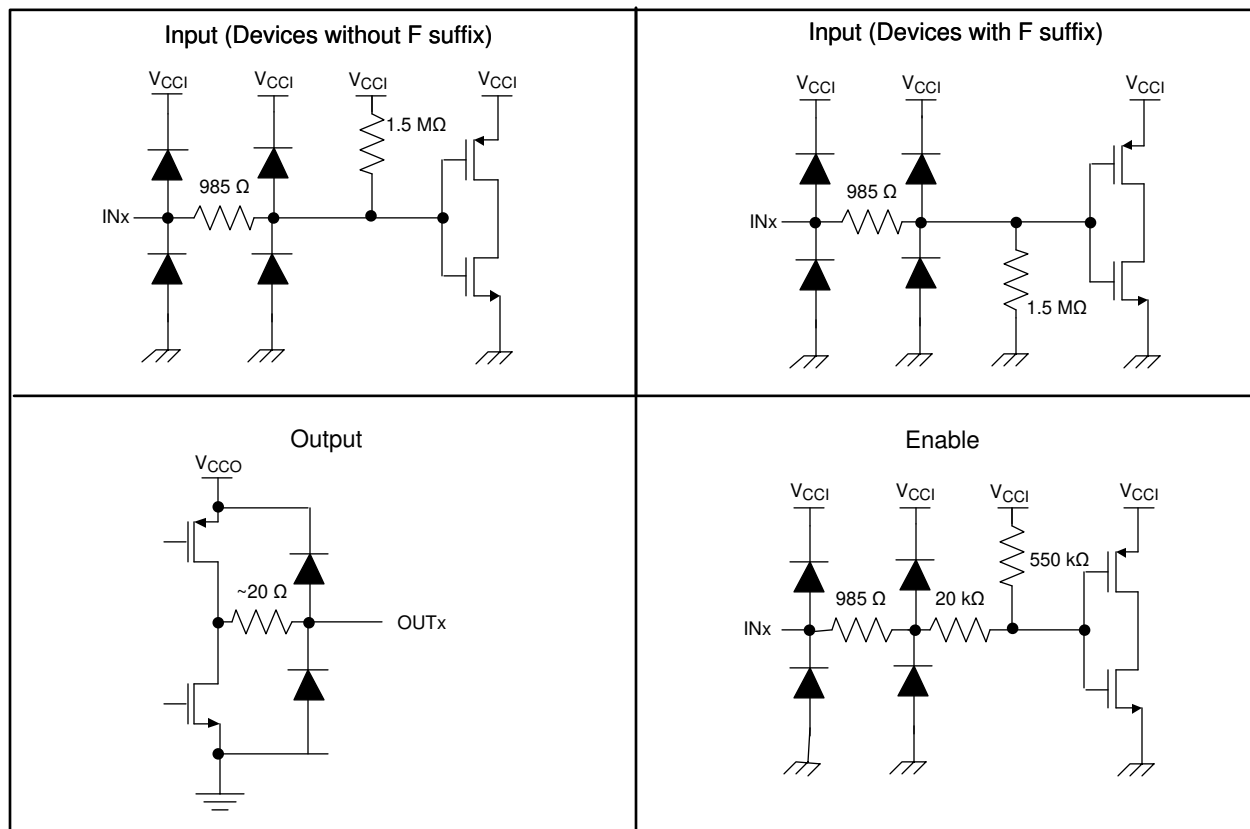 Input (Devices without F suffix)
VCCI VCCI VCCI VCCI
1.5 MΩ
985 Ω
INx
Input (Devices with F suffix)
VCCI VCCI VCCI
985 Ω
INx
1.5 MΩ
Output
VCCO
~20 Ω
OUTx
Enable
VCCI VCCI VCCI VCCI
550 kΩ
985 Ω 20 kΩ
INx